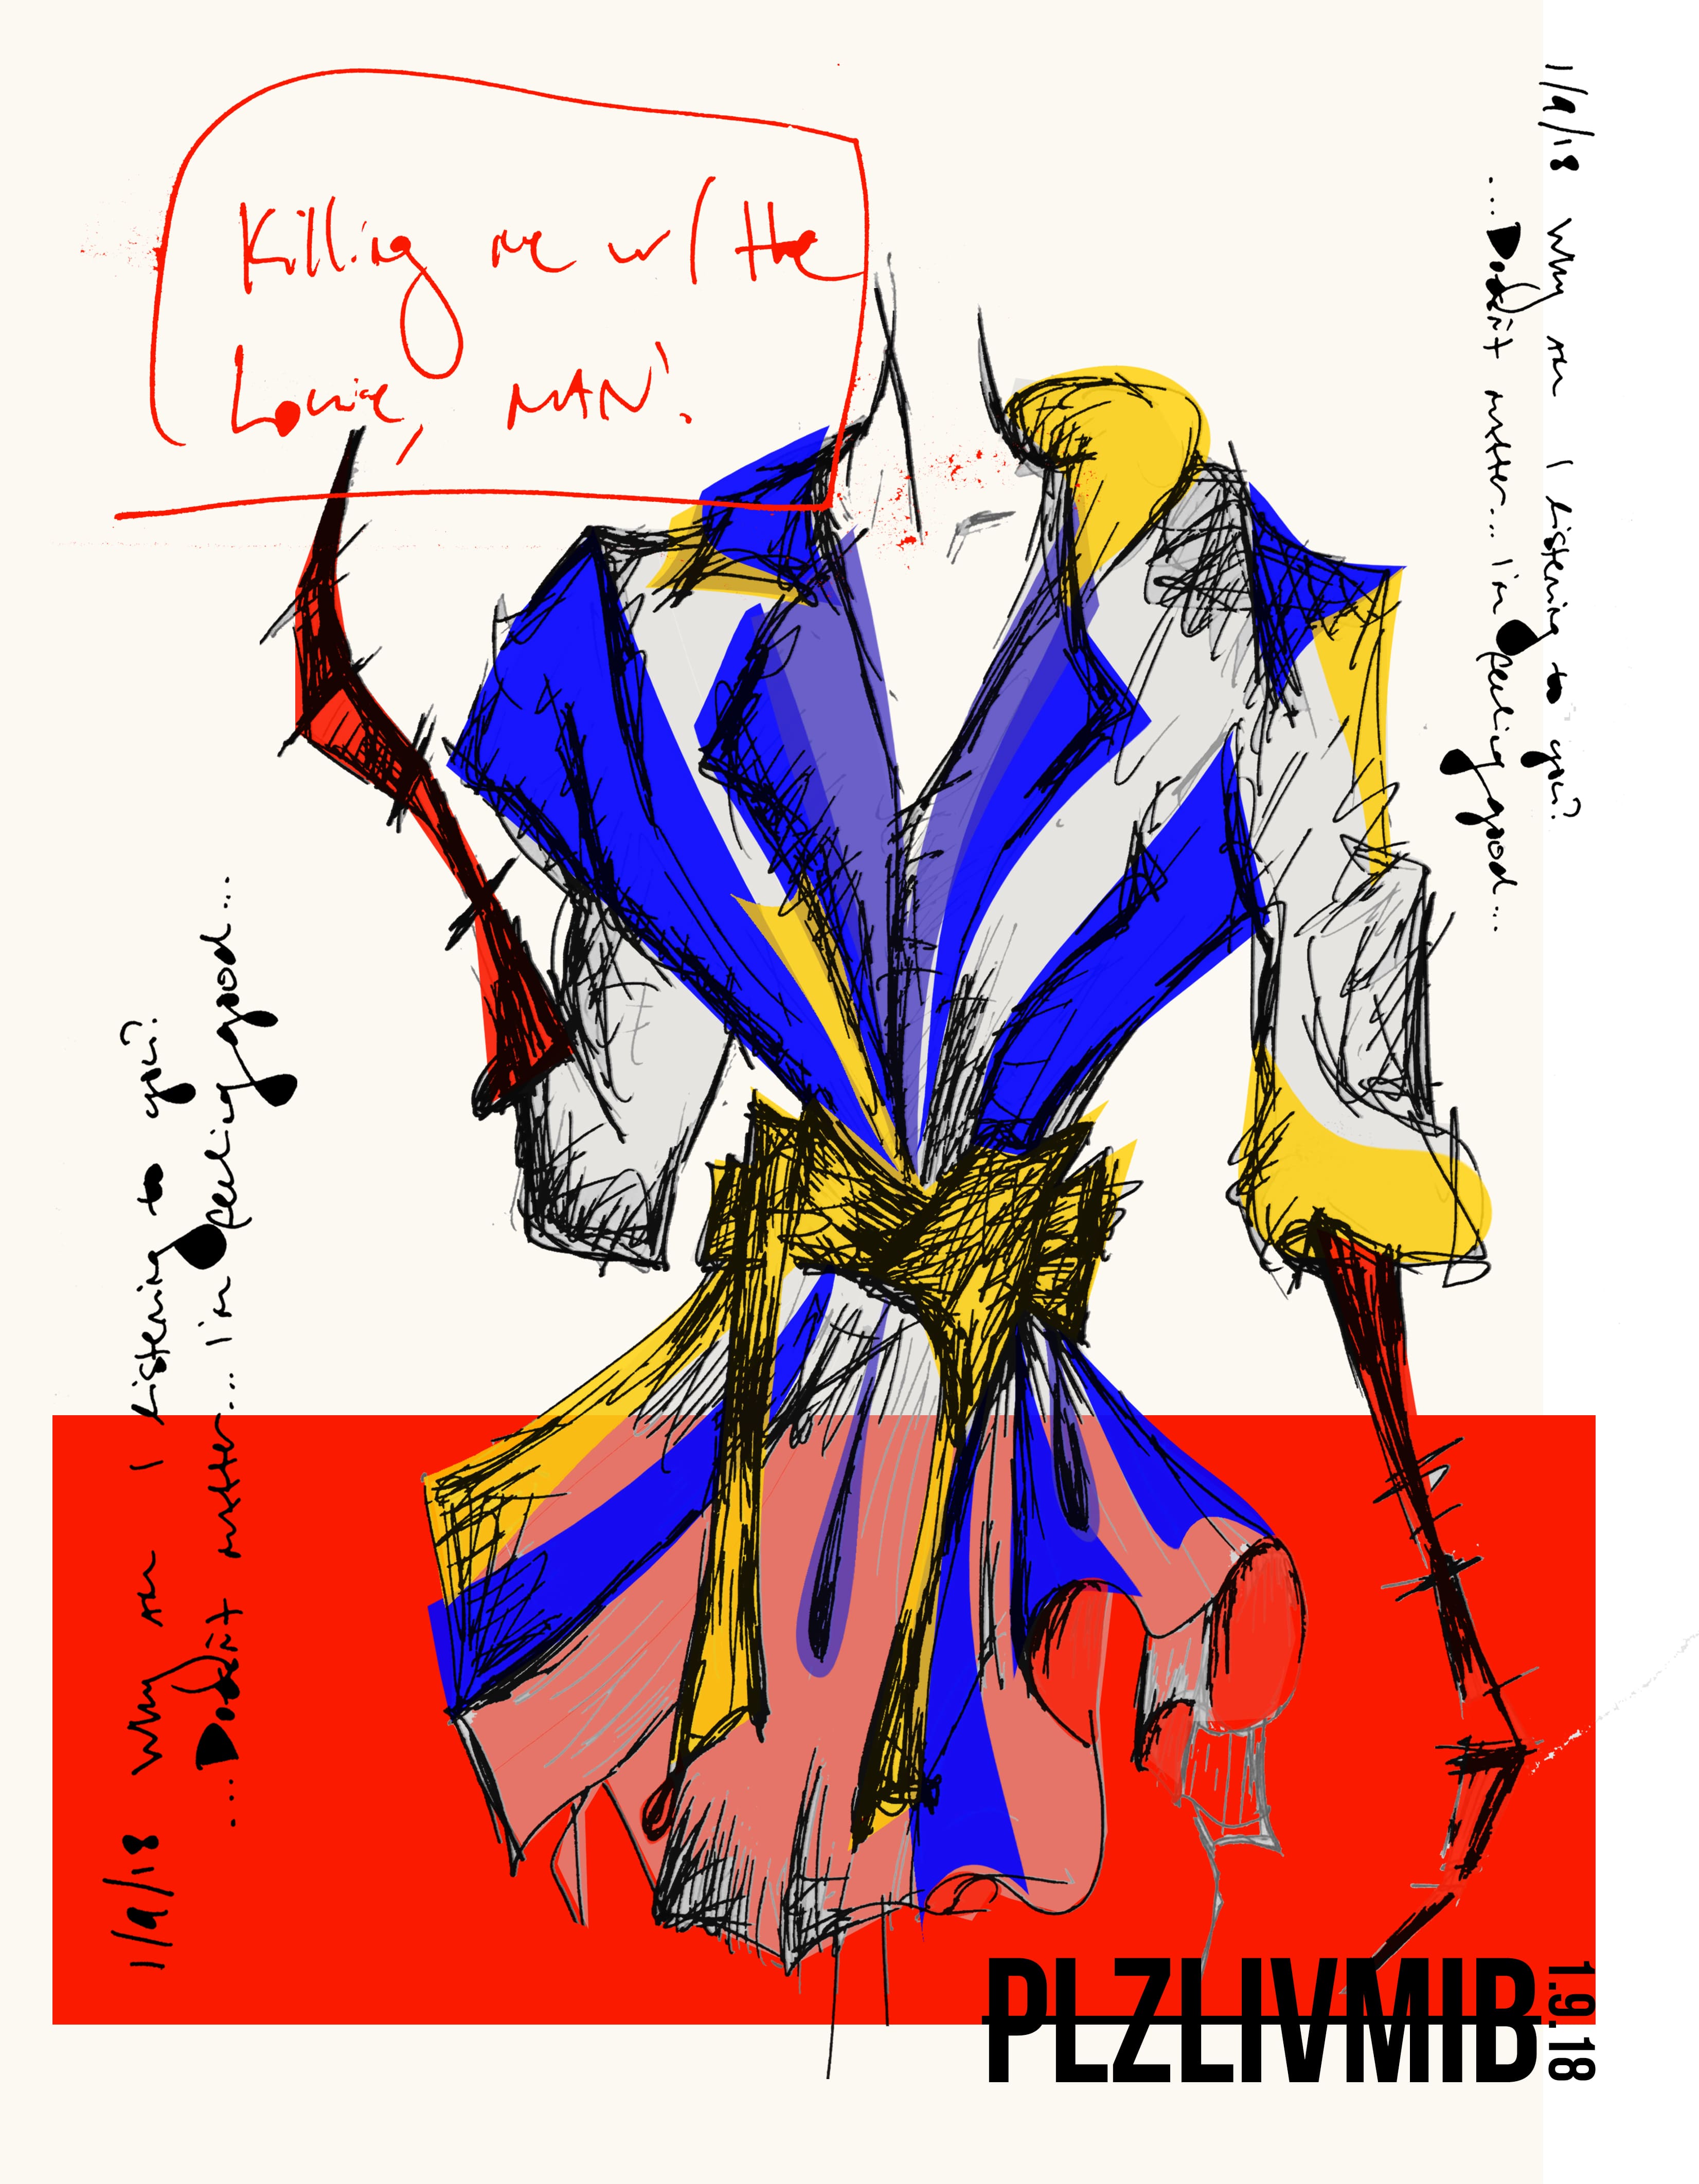 Killing me w/ the
Louie, MAN!
1/9/18 Why am I listening to you?
...Doesn't matter... I'm feeling good...
1/9/18 Why am I listening to you?
...Doesn't matter... I'm feeling good...
PLZLIVMIB
1.9.18